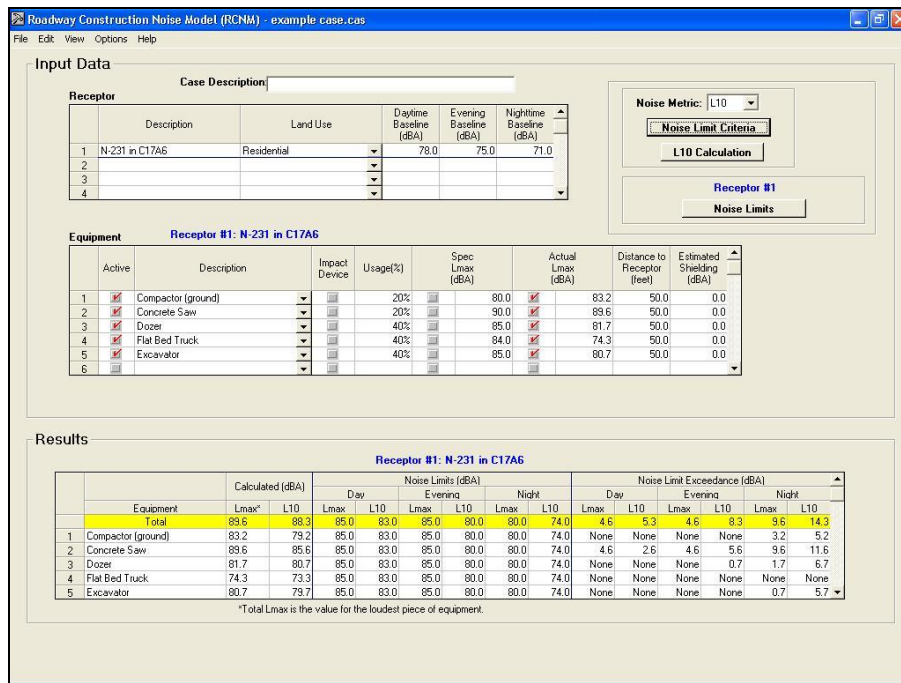 Roadway Construction Noise Model (RCNM) - example case.cas
File Edit View Options Help
Input Data
Case Description:
Receptor
Description Land Use Daytime Baseline (dBA) Evening Baseline (dBA) Nighttime Baseline (dBA)
1 N-231 in C17A6 Residential 78.0 75.0 71.0
2
3
4
Noise Metric: L10
Noise Limit Criteria
L10 Calculation
Receptor #1
Noise Limits
Equipment Receptor #1: N-231 in C17A6
Active Description Impact Device Usage(%) Spec Lmax (dBA) Actual Lmax (dBA) Distance to Receptor (feet) Estimated Shielding (dBA)
1 Compactor (ground) 20% 80.0 83.2 50.0 0.0
2 Concrete Saw 20% 90.0 89.6 50.0 0.0
3 Dozer 40% 85.0 81.7 50.0 0.0
4 Flat Bed Truck 40% 84.0 74.3 50.0 0.0
5 Excavator 40% 85.0 80.7 50.0 0.0
6
Results
Receptor #1: N-231 in C17A6
Calculated (dBA) Noise Limits (dBA) Noise Limit Exceedance (dBA)
Day Evening Night Day Evening Night
Equipment Lmax* L10 Lmax L10 Lmax L10 Lmax L10 Lmax L10 Lmax L10 Lmax L10
Total 89.6 88.3 85.0 83.0 85.0 80.0 80.0 74.0 4.6 5.3 4.6 8.3 9.6 14.3
1 Compactor (ground) 83.2 79.2 85.0 83.0 85.0 80.0 80.0 74.0 None None None None 3.2 5.2
2 Concrete Saw 89.6 85.6 85.0 83.0 85.0 80.0 80.0 74.0 4.6 2.6 4.6 5.6 9.6 11.6
3 Dozer 81.7 80.7 85.0 83.0 85.0 80.0 80.0 74.0 None None None 0.7 1.7 6.7
4 Flat Bed Truck 74.3 73.3 85.0 83.0 85.0 80.0 80.0 74.0 None None None None None None
5 Excavator 80.7 79.7 85.0 83.0 85.0 80.0 80.0 74.0 None None None None 0.7 5.7
*Total Lmax is the value for the loudest piece of equipment.